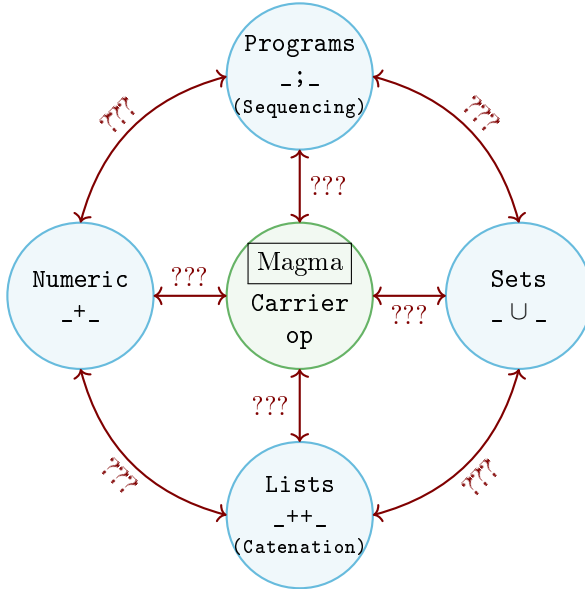 Programs
_;_
(Sequencing)
???
???
???
Numeric
_+_
???
Magma
Carrier
op
???
Sets
_ ∪ _
???
???
???
Lists
_++_
(Catenation)